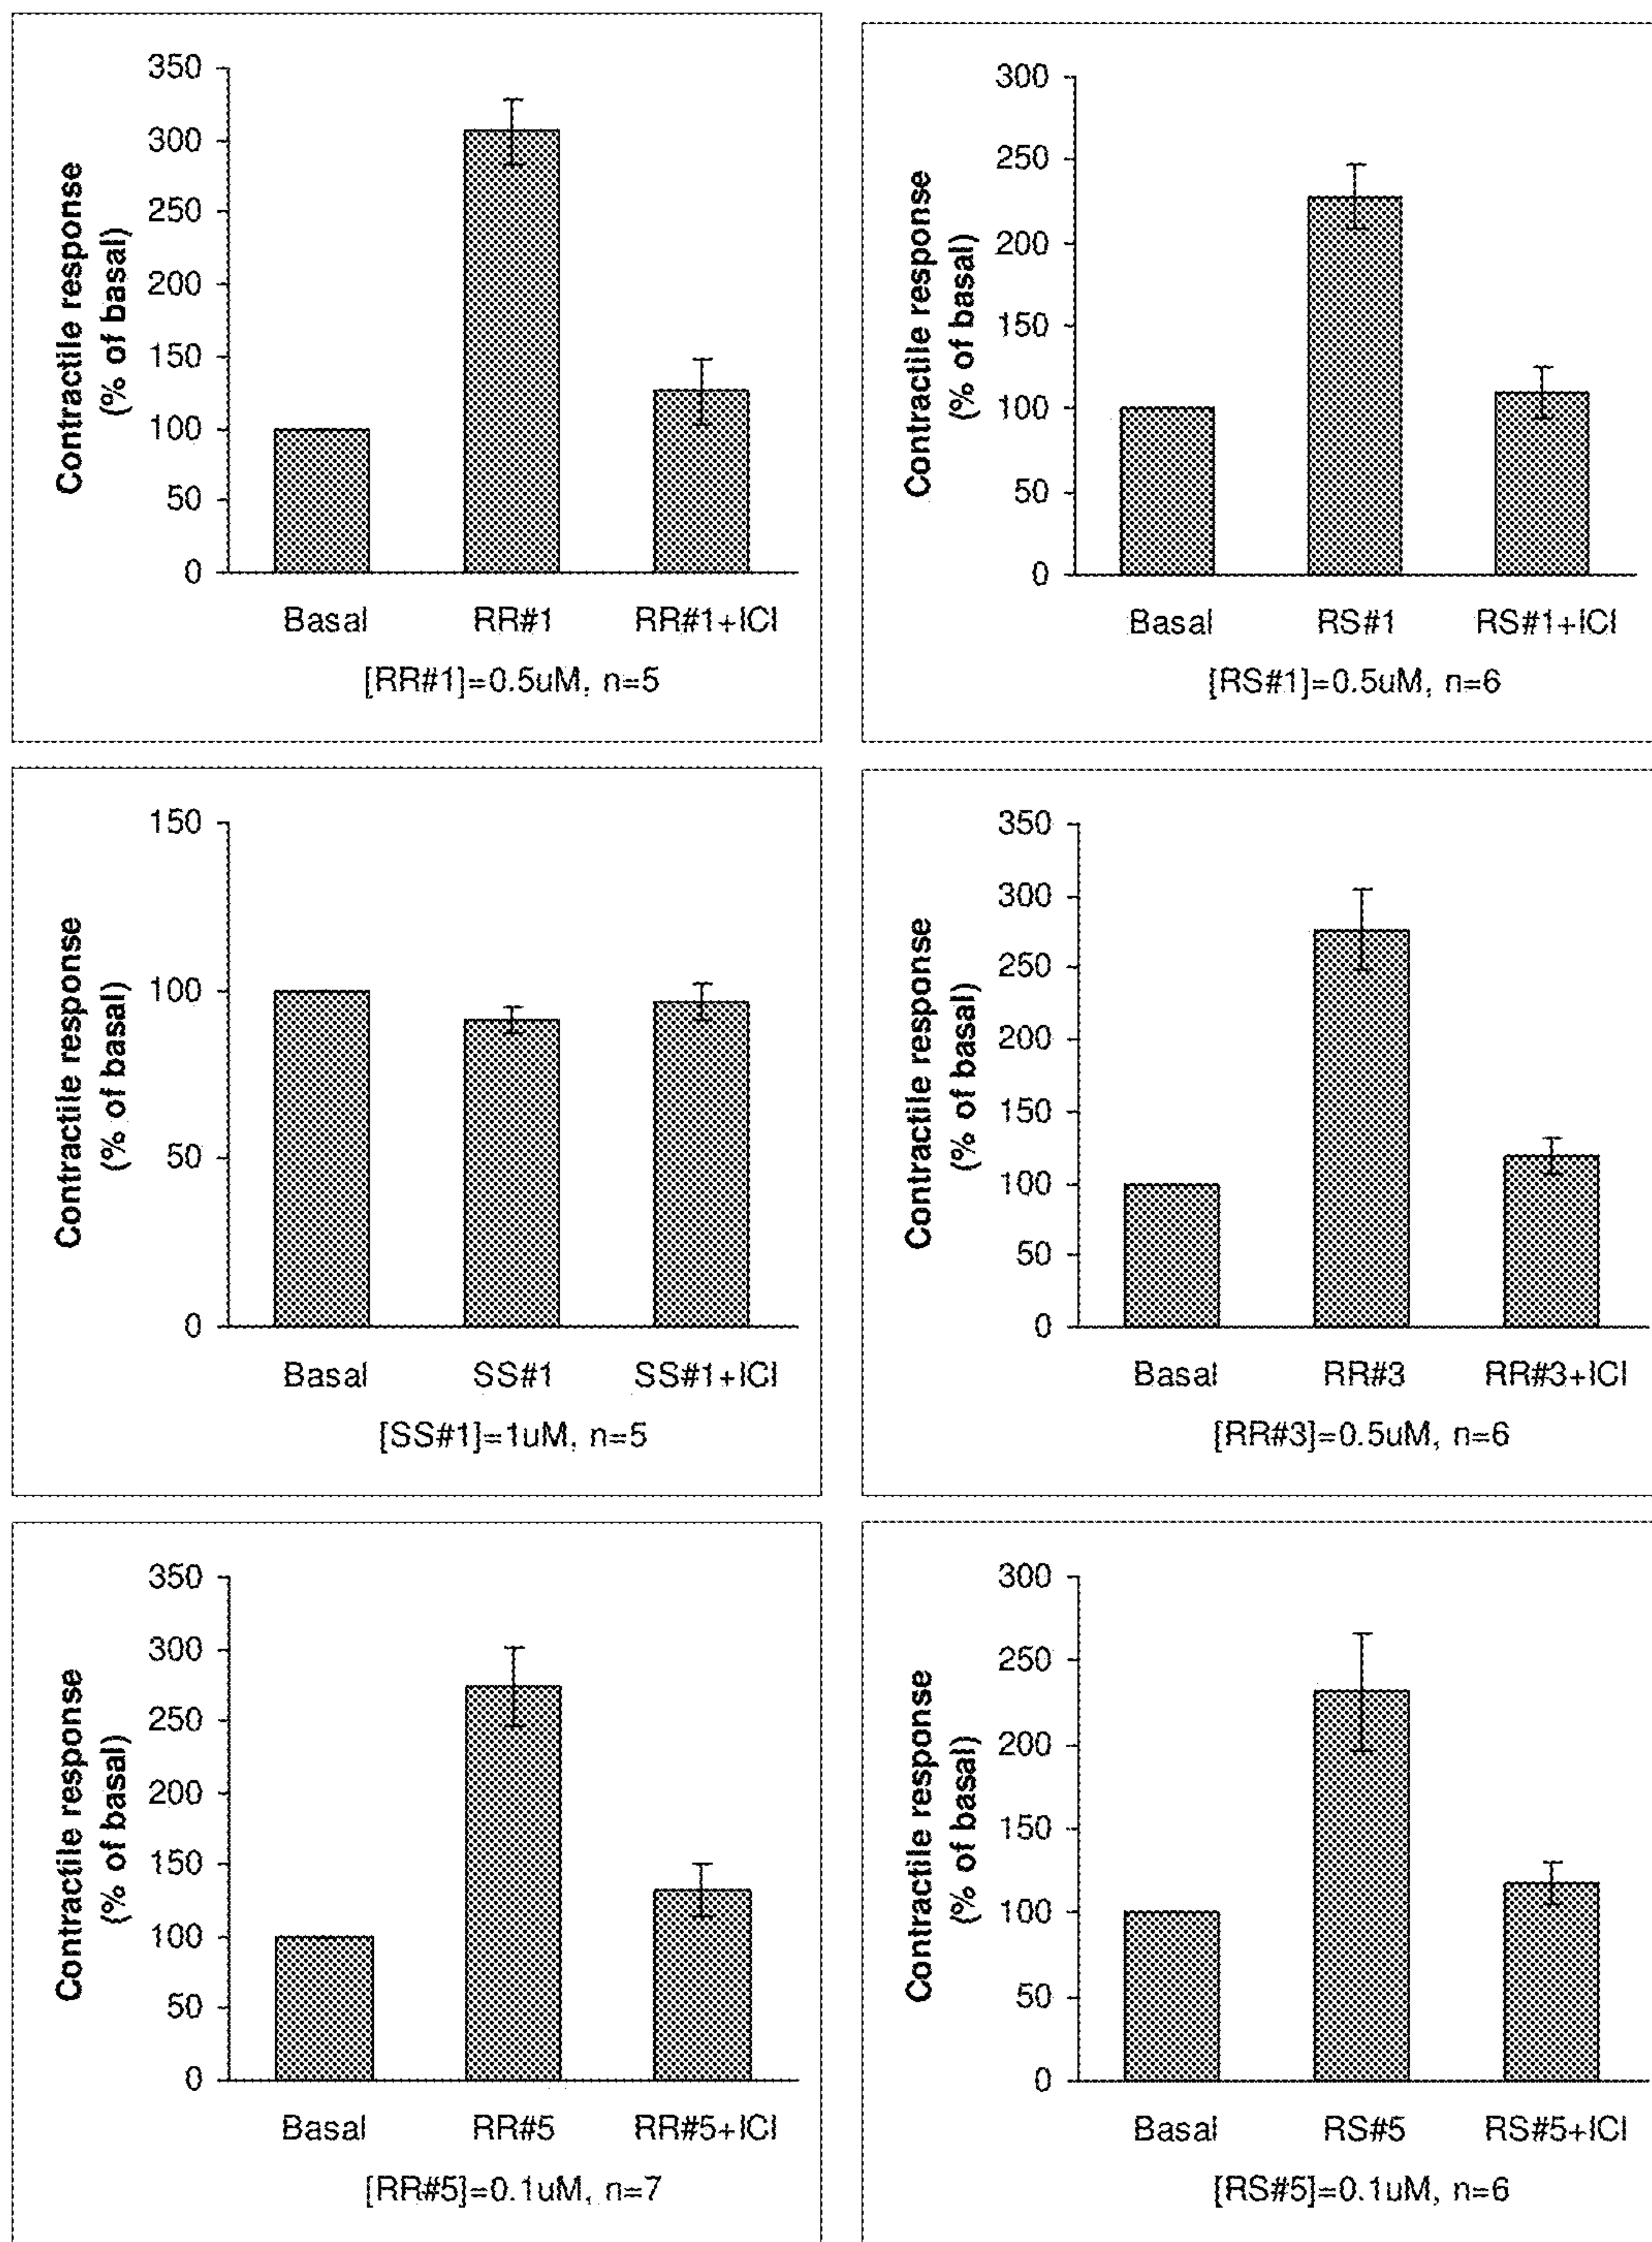 350
300
250
200
150
100
50
0
Contractile response
(% of basal)
Basal RR#1 RR#1+ICI
[RR#1]=0.5uM, n=5
300
250
200
150
100
50
0
Contractile response
(% of basal)
Basal RS#1 RS#1+ICI
[RS#1]=0.5uM, n=6
150
100
50
0
Contractile response
(% of basal)
Basal SS#1 SS#1+ICI
[SS#1]=1uM, n=5
350
300
250
200
150
100
50
0
Contractile response
(% of basal)
Basal RR#3 RR#3+ICI
[RR#3]=0.5uM, n=6
350
300
250
200
150
100
50
0
Contractile response
(% of basal)
Basal RR#5 RR#5+ICI
[RR#5]=0.1uM, n=7
300
250
200
150
100
50
0
Contractile response
(% of basal)
Basal RS#5 RS#5+ICI
[RS#5]=0.1uM, n=6